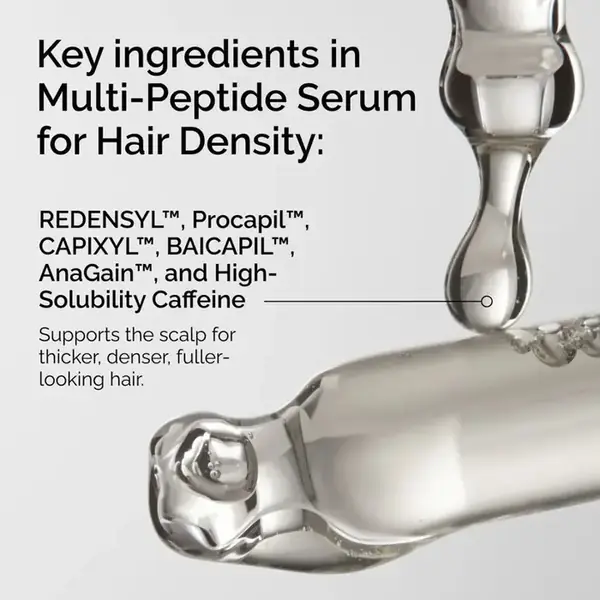 Key ingredients in
Multi-Peptide Serum
for Hair Density:
REDENSYL™, Procapil™,
CAPIXYL™, BAICAPIL™,
AnaGain™, and High-
Solubility Caffeine
Supports the scalp for
thicker, denser, fuller-
looking hair.